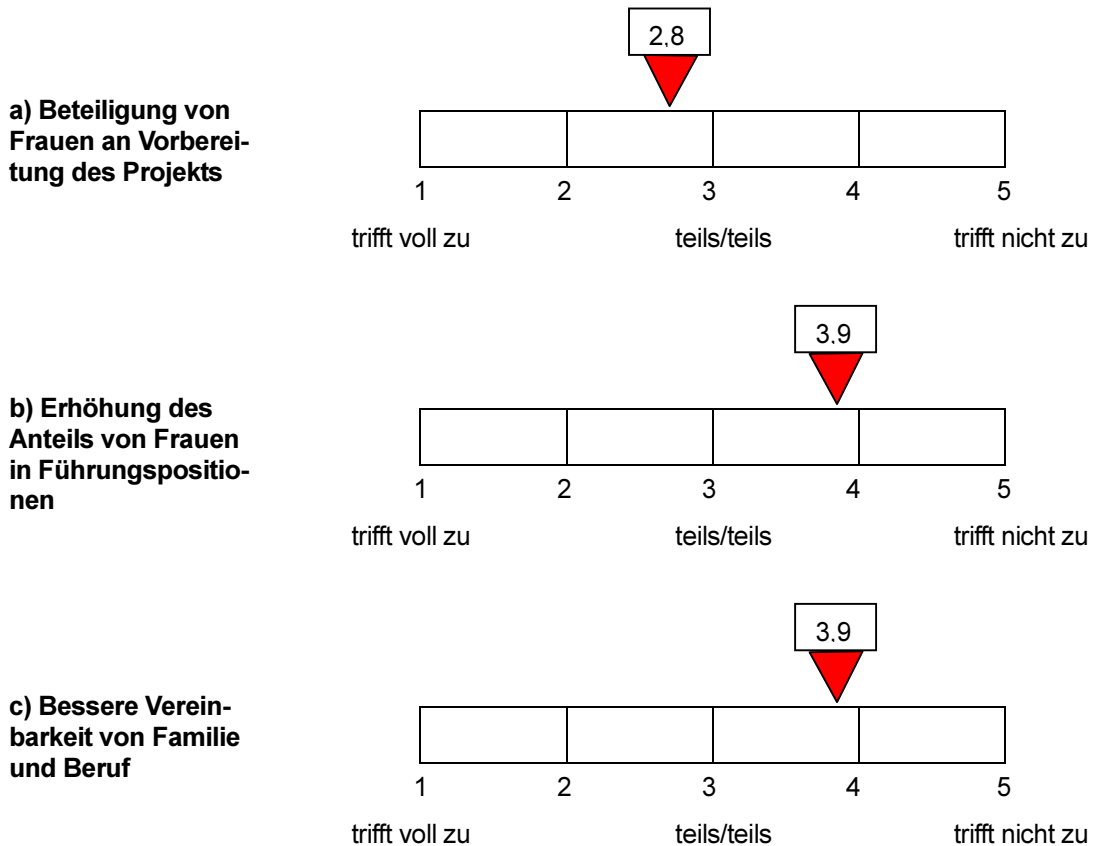 2,8
a) Beteiligung von
Frauen an Vorberei-
tung des Projekts
1 2 3 4 5
trifft voll zu teils/teils trifft nicht zu
3,9
b) Erhöhung des
Anteils von Frauen
in Führungspositio-
nen
1 2 3 4 5
trifft voll zu teils/teils trifft nicht zu
3,9
c) Bessere Verein-
barkeit von Familie
und Beruf
1 2 3 4 5
trifft voll zu teils/teils trifft nicht zu